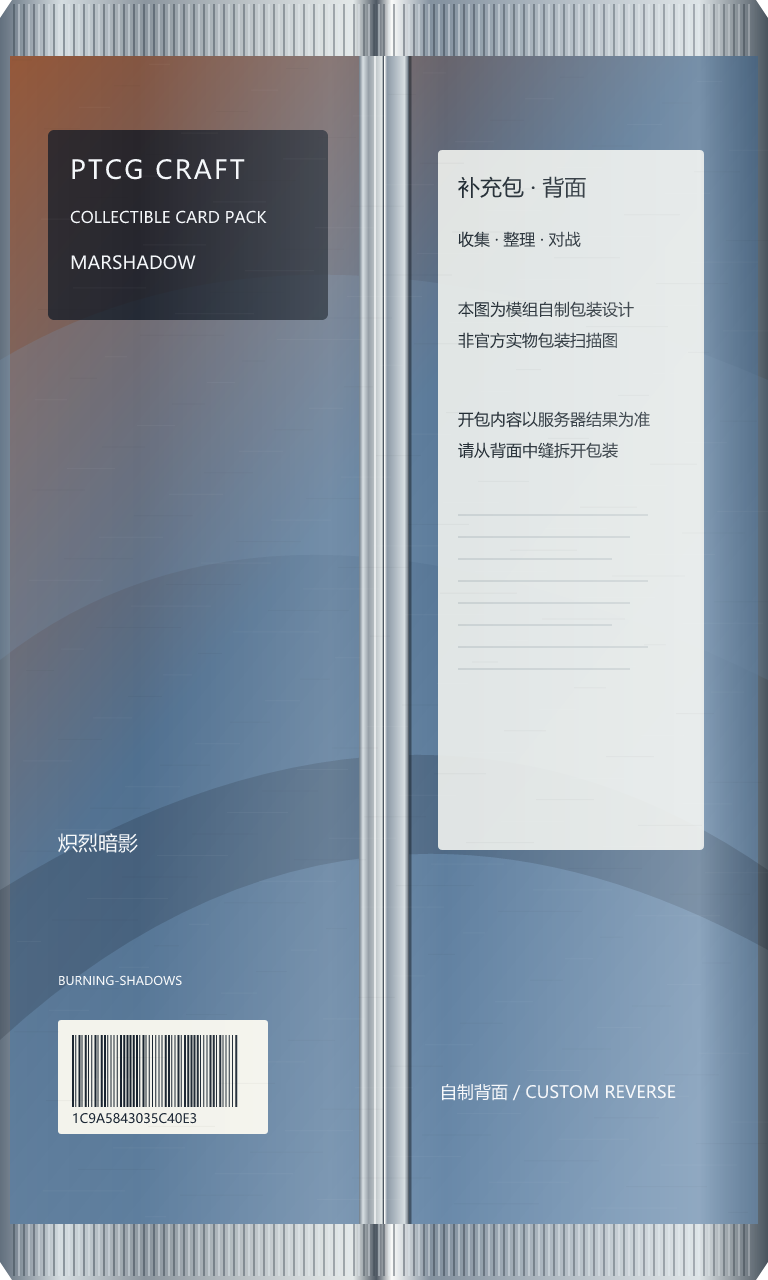 PTCG CRAFT
COLLECTIBLE CARD PACK
MARSHADOW
炽烈暗影
BURNING-SHADOWS
1C9A5843035C40E3
补充包 · 背面
收集 · 整理 · 对战
本图为模组自制包装设计
非官方实物包装扫描图
开包内容以服务器结果为准
请从背面中缝拆开包装
自制背面 / CUSTOM REVERSE